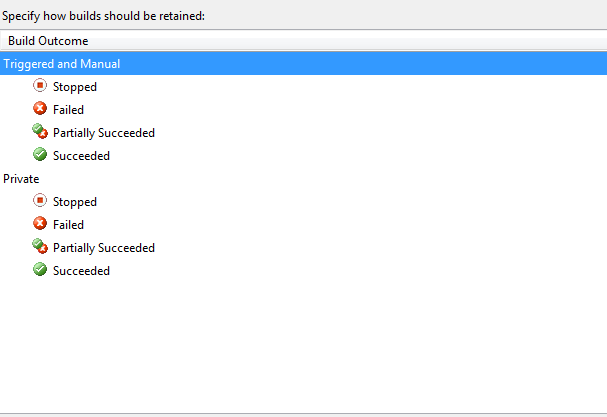 Specify how builds should be retained:
Build Outcome
Triggered and Manual
Stopped
Failed
Partially Succeeded
Succeeded
Private
Stopped
Failed
Partially Succeeded
Succeeded